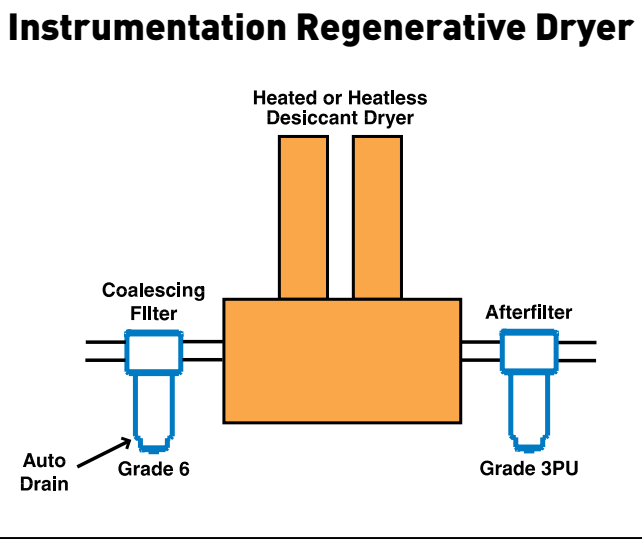 Instrumentation Regenerative Dryer
Heated or Heatless
Desiccant Dryer
Coalescing
FIlter
Afterfilter
Auto
Drain
Grade 6
Grade 3PU